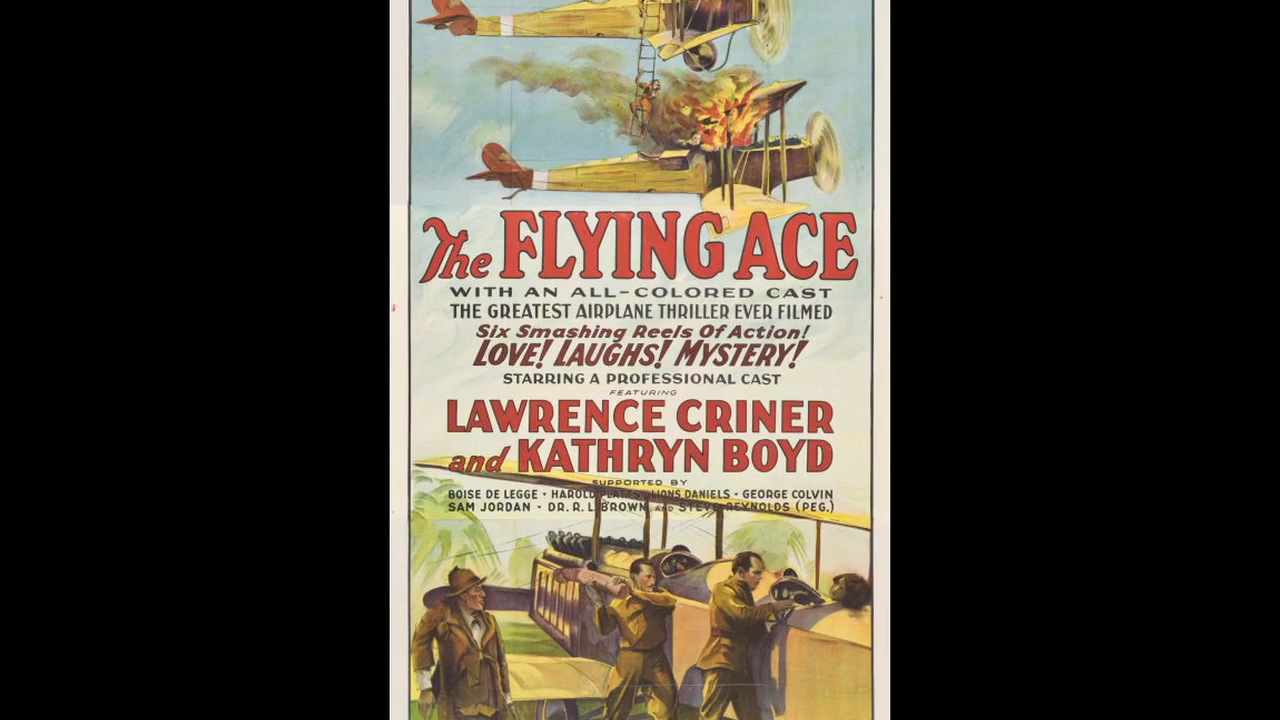 The FLYING ACE
WITH AN ALL-COLORED CAST
THE GREATEST AIRPLANE THRILLER EVER FILMED
Six Smashing Reels Of Action!
LOVE! LAUGHS! MYSTERY!
STARRING A PROFESSIONAL CAST
FEATURING
LAWRENCE CRINER
and KATHRYN BOYD
SUPPORTED BY
BOISE DE LEGGE • HAROLD PLATTS • LIONS DANIELS • GEORGE COLVIN
SAM JORDAN • DR. R. L. BROWN, AND STEVE REYNOLDS (PEG.)